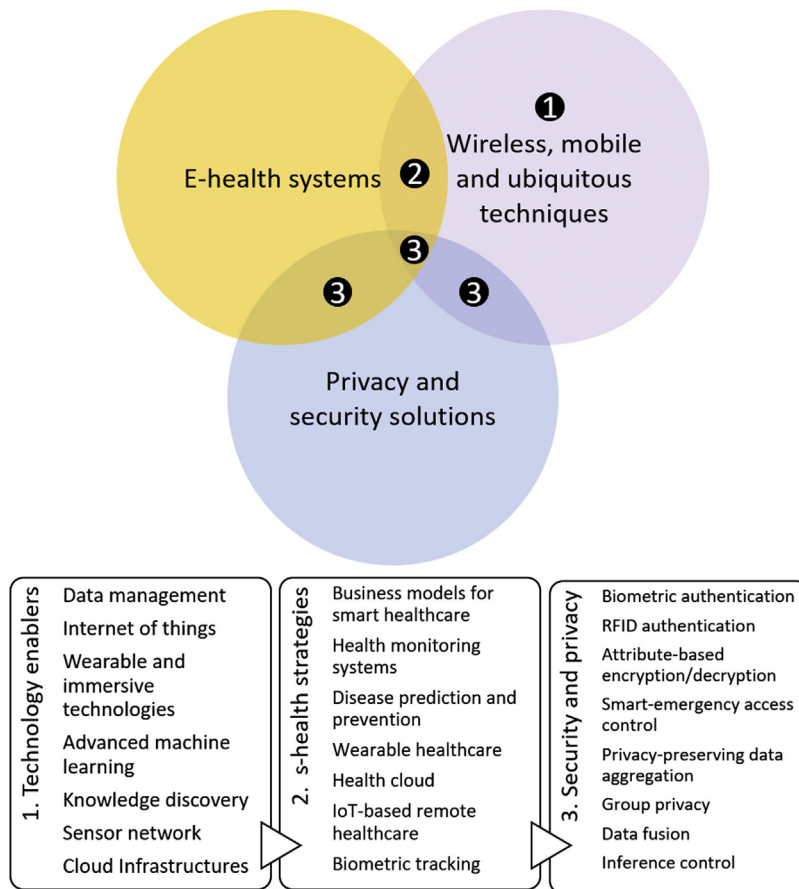 1
Wireless, mobile
and ubiquitous
techniques
E-health systems
2
3
3
3
Privacy and
security solutions
1. Technology enablers
Data management
Internet of things
Wearable and
immersive
technologies
Advanced machine
learning
Knowledge discovery
Sensor network
Cloud Infrastructures
2. s-health strategies
Business models for
smart healthcare
Health monitoring
systems
Disease prediction and
prevention
Wearable healthcare
Health cloud
IoT-based remote
healthcare
Biometric tracking
3. Security and privacy
Biometric authentication
RFID authentication
Attribute-based
encryption/decryption
Smart-emergency access
control
Privacy-preserving data
aggregation
Group privacy
Data fusion
Inference control